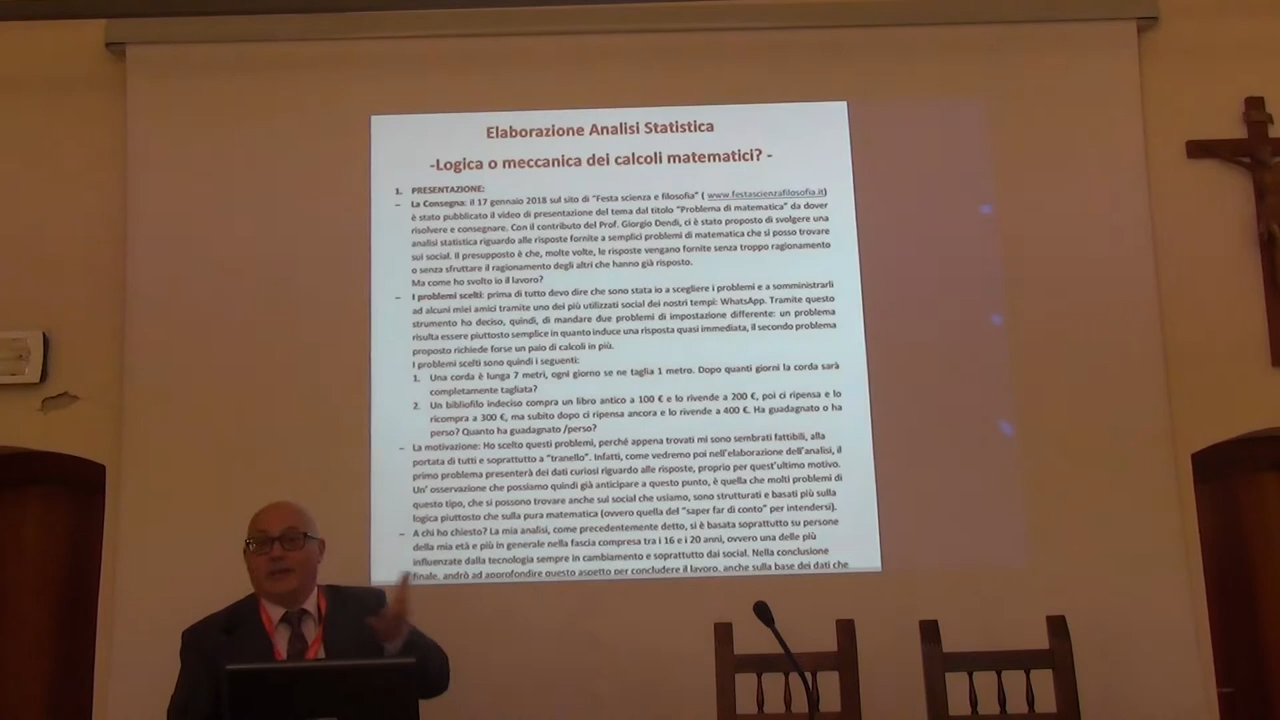 Elaborazione Analisi Statistica
-Logica o meccanica dei calcoli matematici? -
1. PRESENTAZIONE:
– La Consegna: il 17 gennaio 2018 sul sito di "Festa scienza e filosofia" ( www.festascienzafilosofia.it)
è stato pubblicato il video di presentazione del tema dal titolo "Problema di matematica" da dover
risolvere e consegnare. Con il contributo del Prof. Giorgio Dendi, ci è stato proposto di svolgere una
analisi statistica riguardo alle risposte fornite a semplici problemi di matematica che si posso trovare
sui social. Il presupposto è che, molte volte, le risposte vengano fornite senza troppo ragionamento
o senza sfruttare il ragionamento degli altri che hanno già risposto.
Ma come ho svolto io il lavoro?
– I problemi scelti: prima di tutto devo dire che sono stata io a scegliere i problemi e a somministrarli
ad alcuni miei amici tramite uno dei più utilizzati social dei nostri tempi: WhatsApp. Tramite questo
strumento ho deciso, quindi, di mandare due problemi di impostazione differente: un problema
risulta essere piuttosto semplice in quanto induce una risposta quasi immediata, il secondo problema
proposto richiede forse un paio di calcoli in più.
I problemi scelti sono quindi i seguenti:
1. Una corda è lunga 7 metri, ogni giorno se ne taglia 1 metro. Dopo quanti giorni la corda sarà
completamente tagliata?
2. Un bibliofilo indeciso compra un libro antico a 100 € e lo rivende a 200 €, poi ci ripensa e lo
ricompra a 300 €, ma subito dopo ci ripensa ancora e lo rivende a 400 €. Ha guadagnato o ha
perso? Quanto ha guadagnato /perso?
– La motivazione: Ho scelto questi problemi, perché appena trovati mi sono sembrati fattibili, alla
portata di tutti e soprattutto a "tranello". Infatti, come vedremo poi nell'elaborazione dell'analisi, il
primo problema presenterà dei dati curiosi riguardo alle risposte, proprio per quest'ultimo motivo.
Un' osservazione che possiamo quindi già anticipare a questo punto, è quella che molti problemi di
questo tipo, che si possono trovare anche sui social che usiamo, sono strutturati e basati più sulla
logica piuttosto che sulla pura matematica (ovvero quella del "saper far di conto" per intendersi).
– A chi ho chiesto? La mia analisi, come precedentemente detto, si è basata soprattutto su persone
della mia età e più in generale nella fascia compresa tra i 16 e i 20 anni, ovvero una delle più
influenzate dalla tecnologia sempre in cambiamento e soprattutto dai social. Nella conclusione
finale, andrò ad approfondire questo aspetto per concludere il lavoro, anche sulla base dei dati che